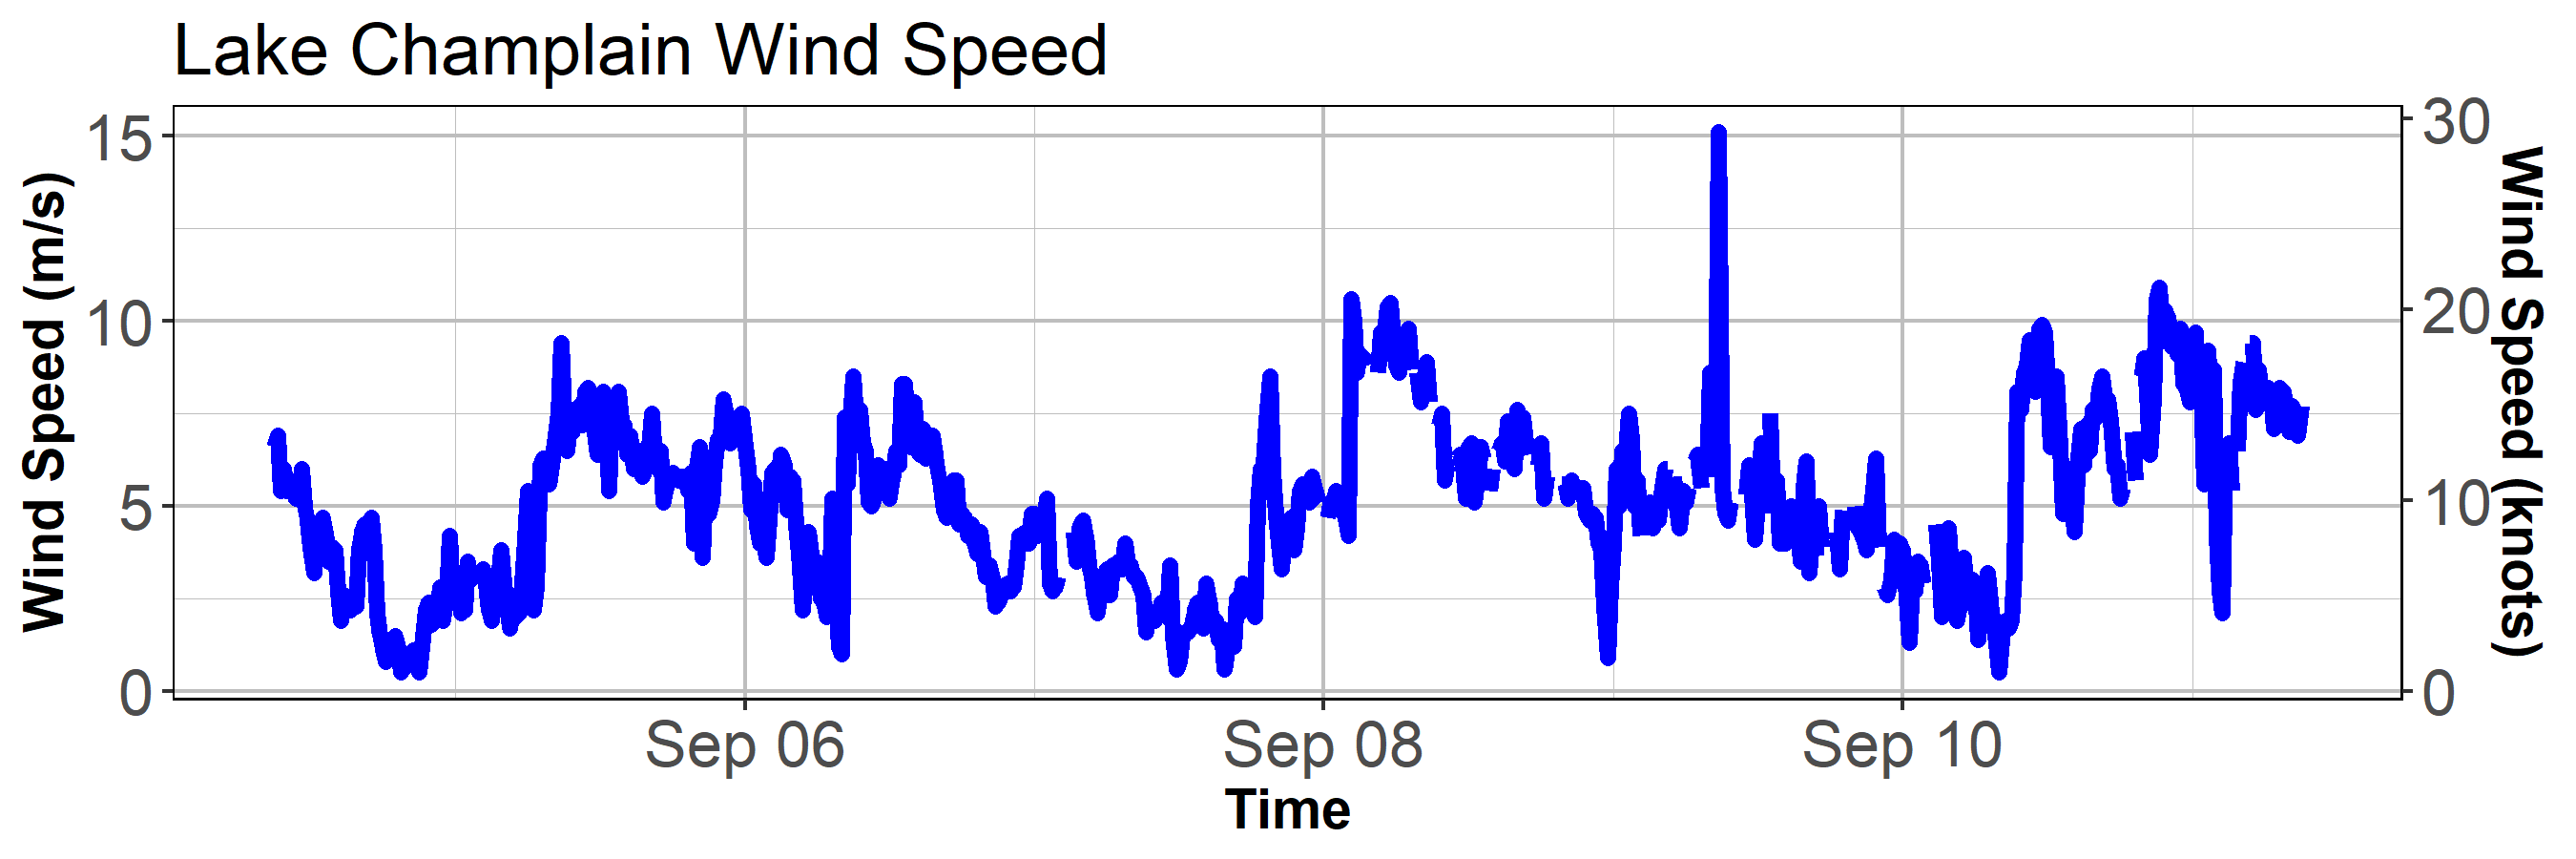 Lake Champlain Wind Speed
Wind Speed (m/s)
15
10
5
0
30
20
10
0
Wind Speed (knots)
Sep 06
Sep 08
Sep 10
Time